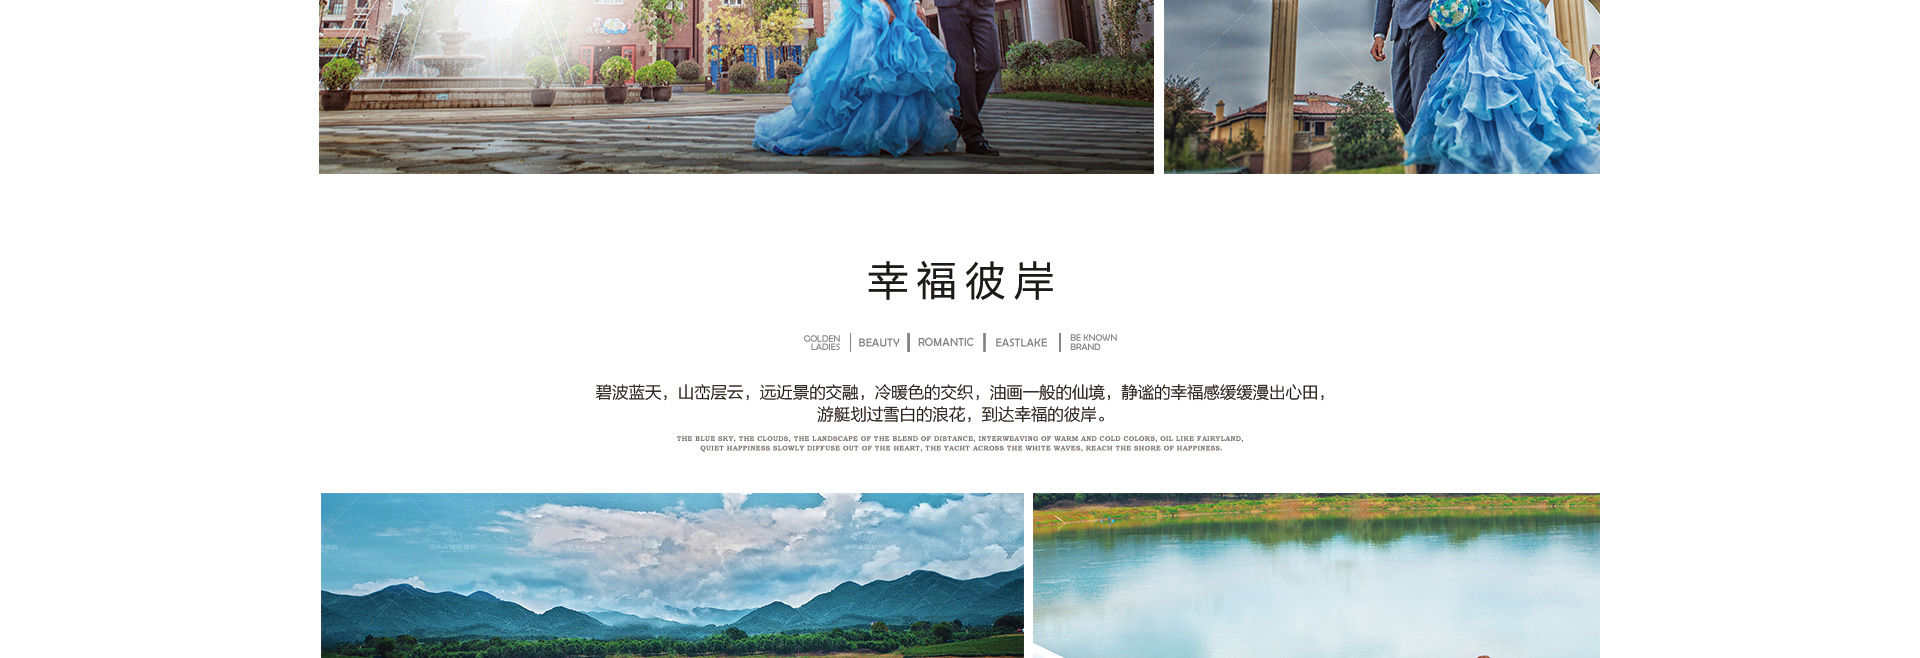 幸福彼岸
GOLDEN
LADIES
BEAUTY
ROMANTIC
EASTLAKE
BE KNOWN
BRAND
碧波蓝天，山峦层云，远近景的交融，冷暖色的交织，油画一般的仙境，静谧的幸福感缓缓漫出心田，
游艇划过雪白的浪花，到达幸福的彼岸。
THE BLUE SKY, THE CLOUDS, THE LANDSCAPE OF THE BLEND OF DISTANCE, INTERWEAVING OF WARM AND COLD COLORS, OIL LIKE FAIRYLAND,
QUIET HAPPINESS SLOWLY DIFFUSE OUT OF THE HEART, THE YACHT ACROSS THE WHITE WAVES, REACH THE SHORE OF HAPPINESS.